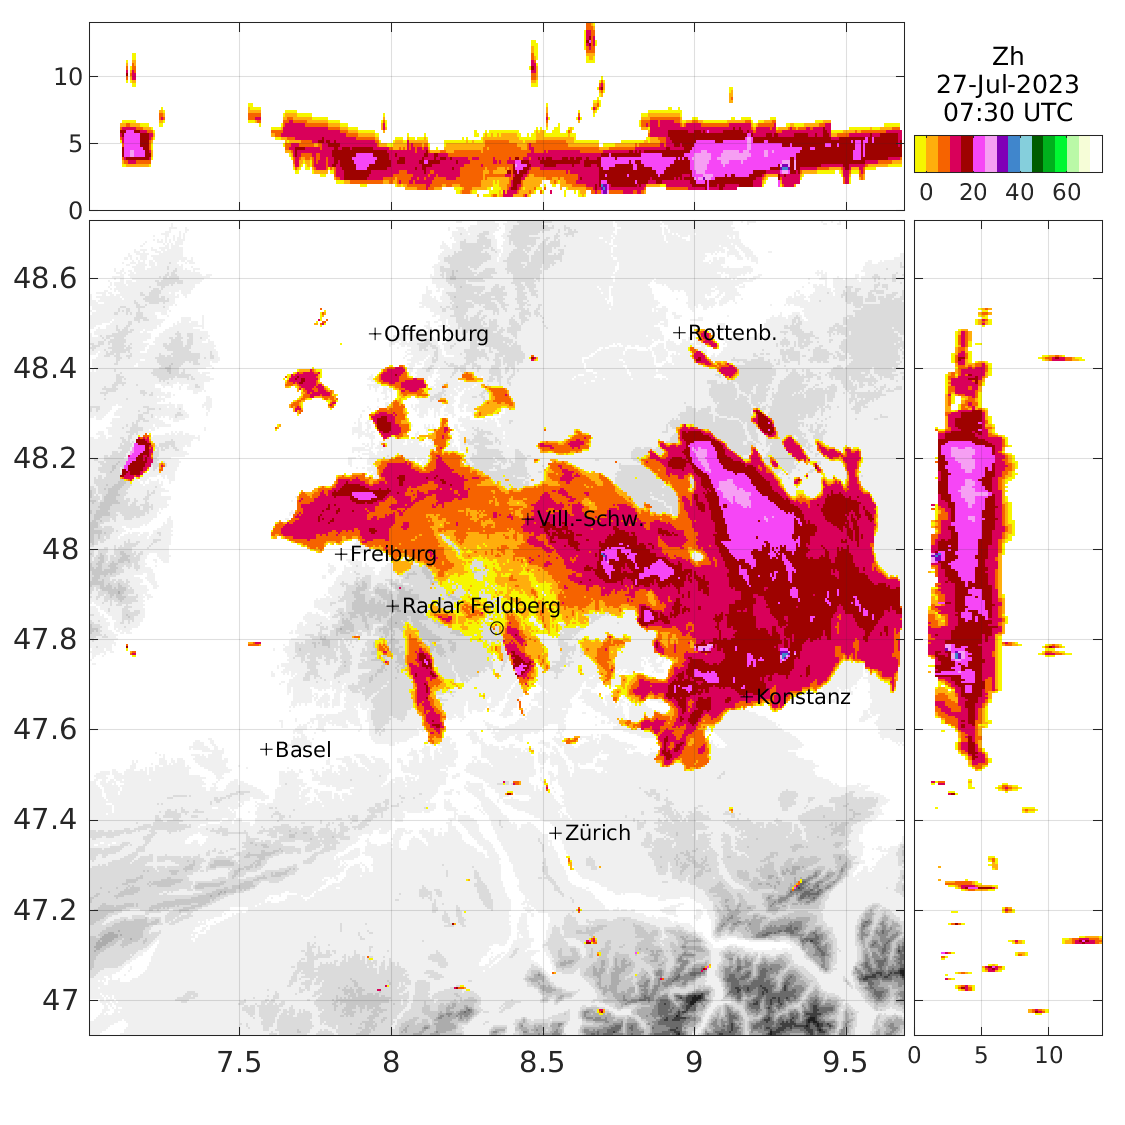 10
5
0
Zh
27-Jul-2023
07:30 UTC
0 20 40 60
48.6
48.4
48.2
48
47.8
47.6
47.4
47.2
47
+Offenburg
+Rottenb.
+Vill.-Schw.
+Freiburg
+Radar Feldberg
+Konstanz
+Basel
+Zürich
7.5 8 8.5 9 9.5
0 5 10